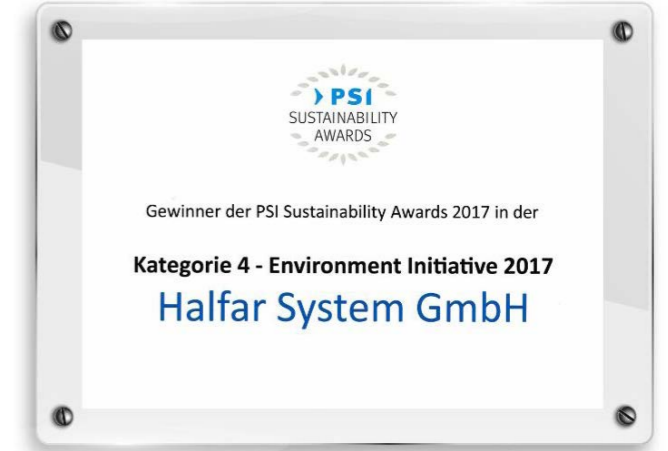 PSI
SUSTAINABILITY
AWARDS
Gewinner der PSI Sustainability Awards 2017 in der
Kategorie 4 - Environment Initiative 2017
Halfar System GmbH